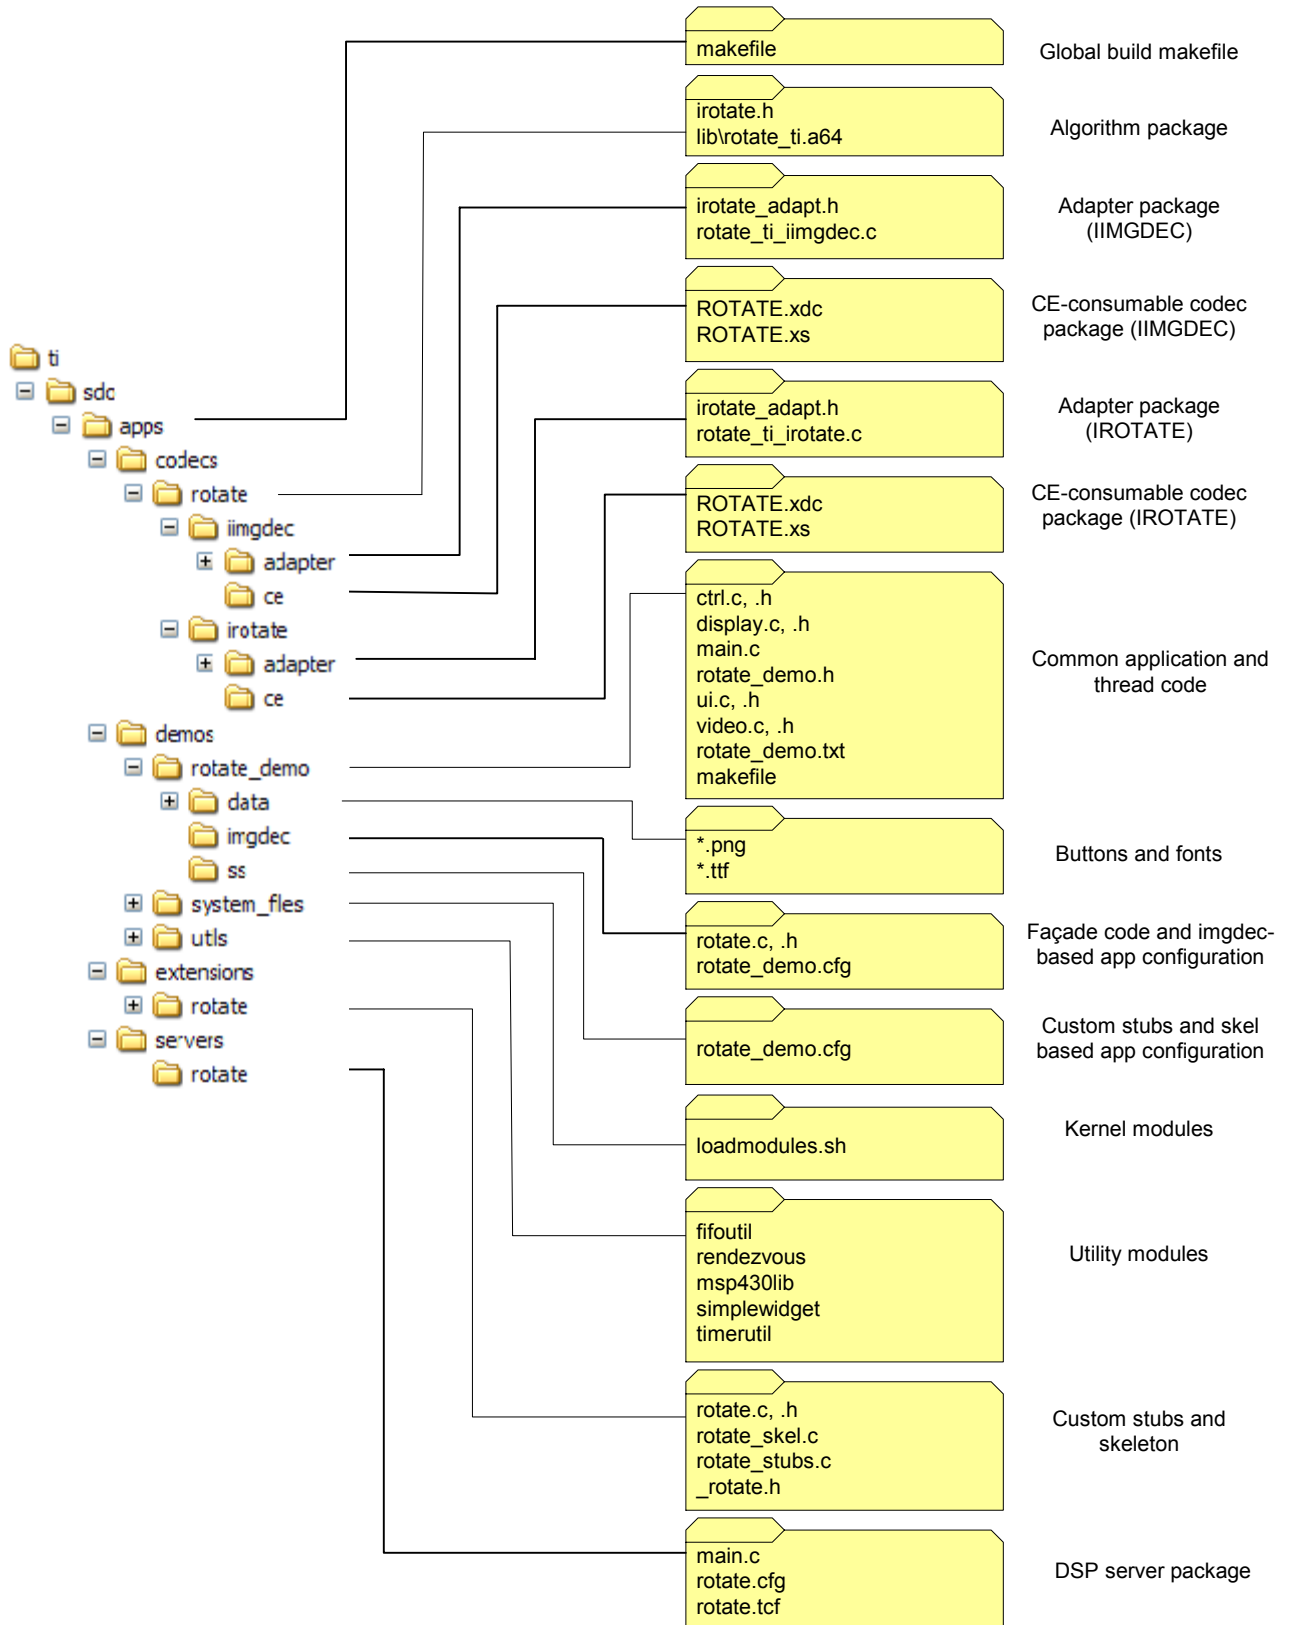 makefile
Global build makefile
irotate.h
lib\rotate_ti.a64
Algorithm package
irotate_adapt.h
rotate_ti_iimgdec.c
Adapter package
(IIMGDEC)
ROTATE.xdc
ROTATE.xs
CE-consumable codec
package (IIMGDEC)
irotate_adapt.h
rotate_ti_irotate.c
Adapter package
(IROTATE)
ROTATE.xdc
ROTATE.xs
CE-consumable codec
package (IROTATE)
ctrl.c, .h
display.c, .h
main.c
rotate_demo.h
ui.c, .h
video.c, .h
rotate_demo.txt
makefile
Common application and
thread code
*.png
*.ttf
Buttons and fonts
rotate.c, .h
rotate_demo.cfg
Façade code and imgdec-
based app configuration
rotate_demo.cfg
Custom stubs and skel
based app configuration
loadmodules.sh
Kernel modules
fifoutil
rendezvous
msp430lib
simplewidget
timerutil
Utility modules
rotate.c, .h
rotate_skel.c
rotate_stubs.c
_rotate.h
Custom stubs and
skeleton
main.c
rotate.cfg
rotate.tcf
DSP server package
ti
sdo
apps
codecs
rotate
iimgdec
adapter
ce
irotate
adapter
ce
demos
rotate_demo
data
imgdec
ss
system_files
utils
extensions
rotate
servers
rotate